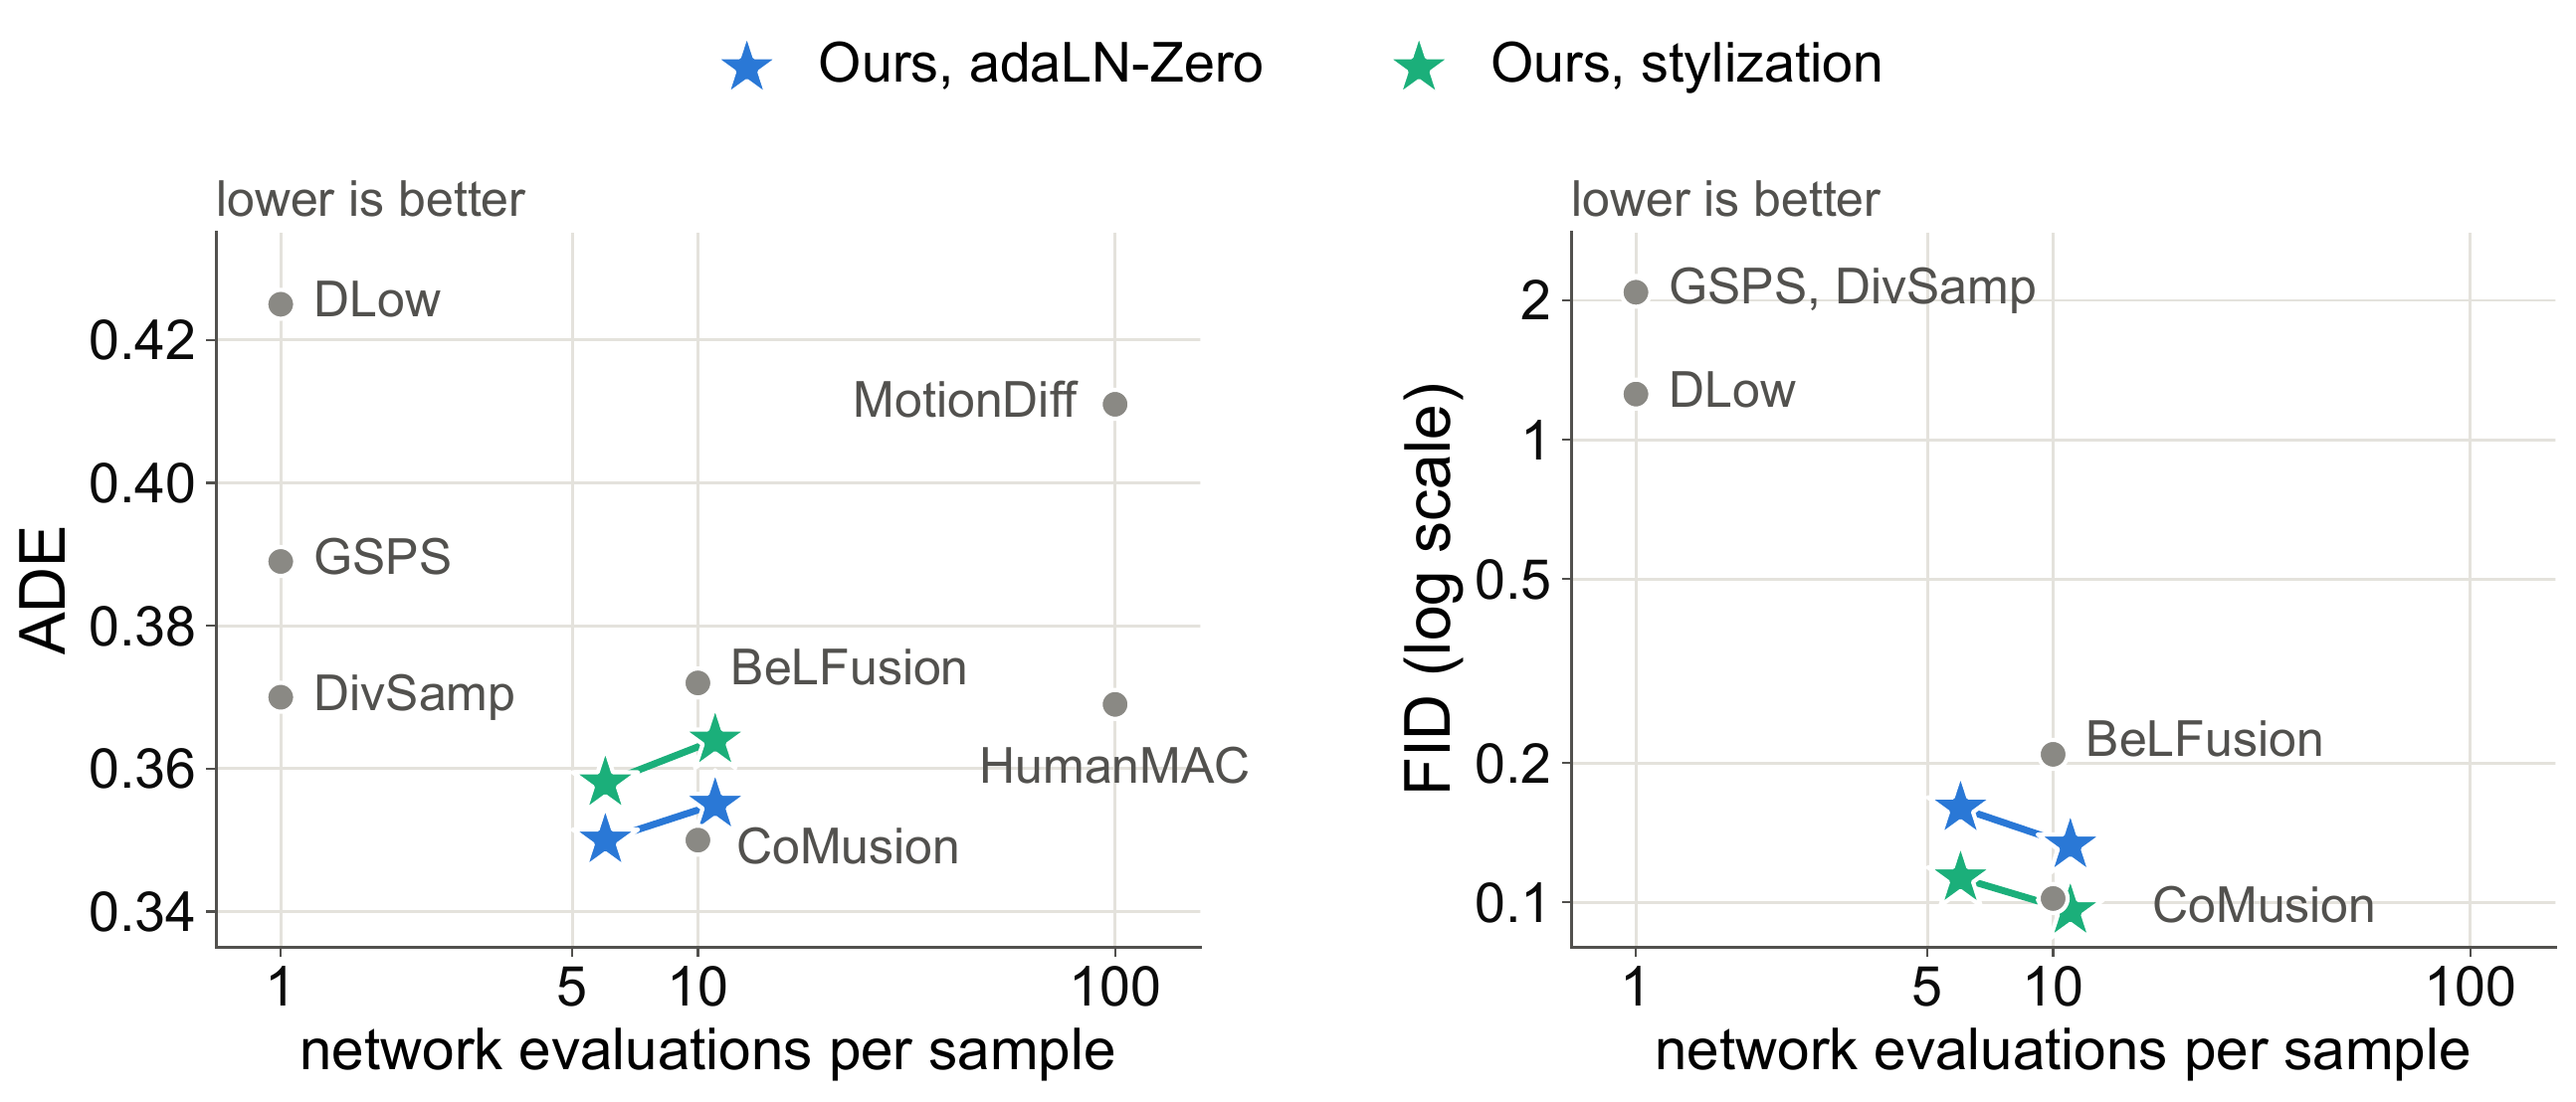 Ours, adaLN-Zero
Ours, stylization
lower is better
DLow
MotionDiff
GSPS
DivSamp
BeLFusion
HumanMAC
CoMusion
0.42
0.40
0.38
0.36
0.34
ADE
1
5
10
100
network evaluations per sample
lower is better
GSPS, DivSamp
DLow
BeLFusion
CoMusion
2
1
0.5
0.2
0.1
FID (log scale)
1
5
10
100
network evaluations per sample